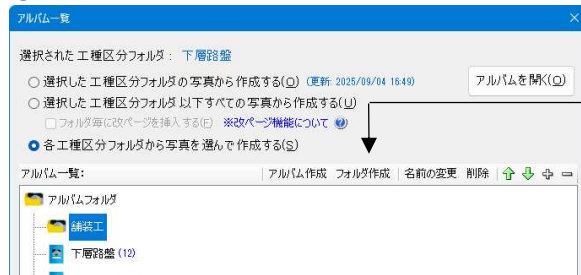 アルバム一覧
選択された工種区分フォルダ： 下層路盤
選択した工種区分フォルダの写真から作成する(O) (更新: 2025/09/04 16:49)
アルバムを開く(O)
選択した工種区分フォルダ以下すべての写真から作成する(U)
フォルダ毎に改ページを挿入する(F) ※改ページ機能について
各工種区分フォルダから写真を選んで作成する(S)
アルバム一覧: アルバム作成 フォルダ作成 名前の変更 削除
アルバムフォルダ
舗装工
下層路盤 (12)